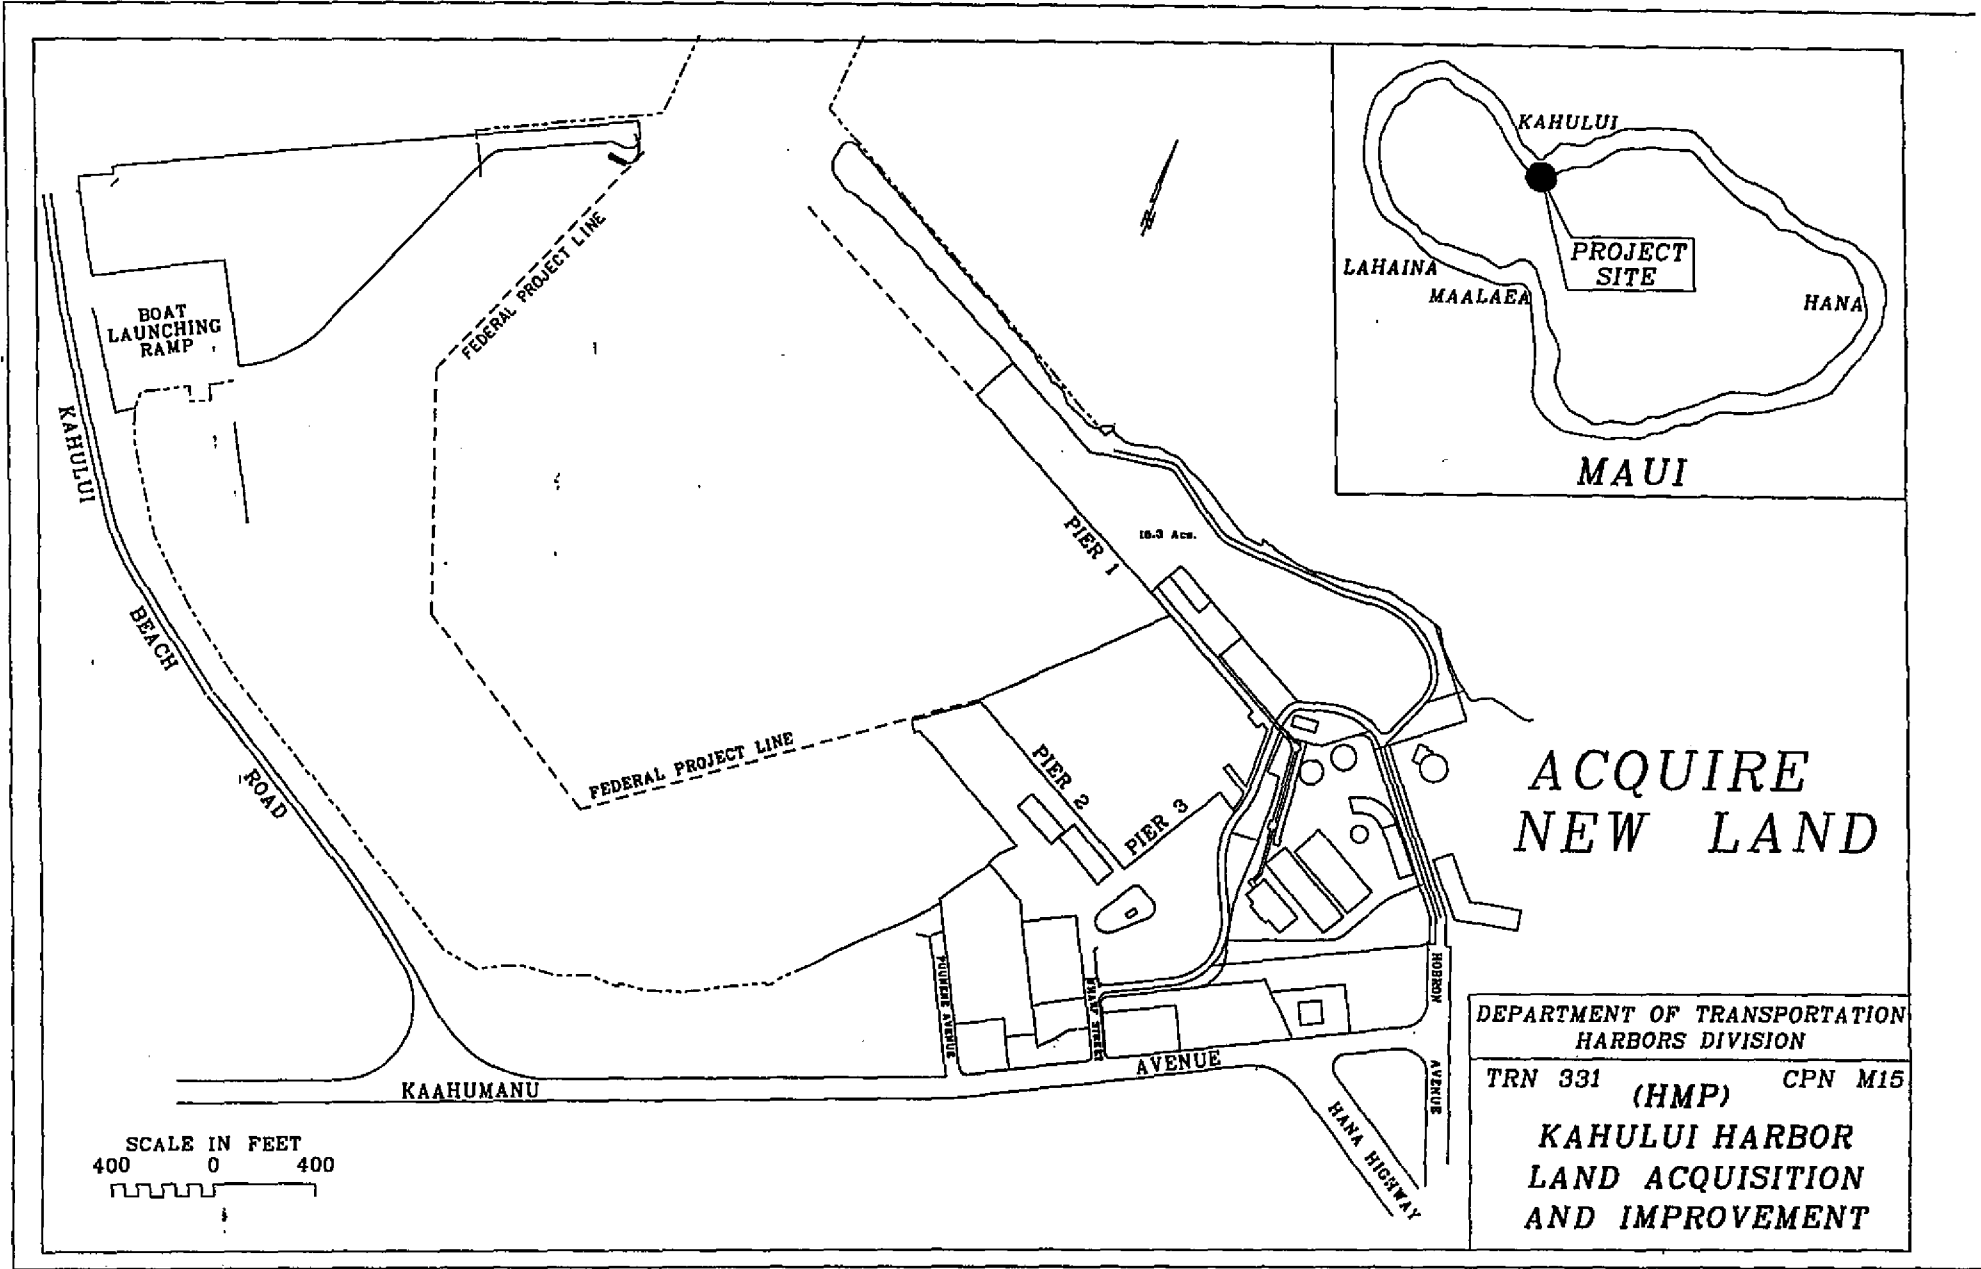 KAHULUI
PROJECT
SITE
LAHAINA
MAALAEA
HANA
MAUI
FEDERAL PROJECT LINE
BOAT
LAUNCHING
RAMP
KAHULUI
BEACH
ROAD
PIER 1
16.3 Acs.
FEDERAL PROJECT LINE
PIER 2
PIER 3
ACQUIRE
NEW LAND
PUUNENE AVENUE
WHARF STREET
HOBRON
AVENUE
KAAHUMANU
AVENUE
HANA HIGHWAY
SCALE IN FEET
400 0 400
DEPARTMENT OF TRANSPORTATION
HARBORS DIVISION
TRN 331 CPN M15
(HMP)
KAHULUI HARBOR
LAND ACQUISITION
AND IMPROVEMENT